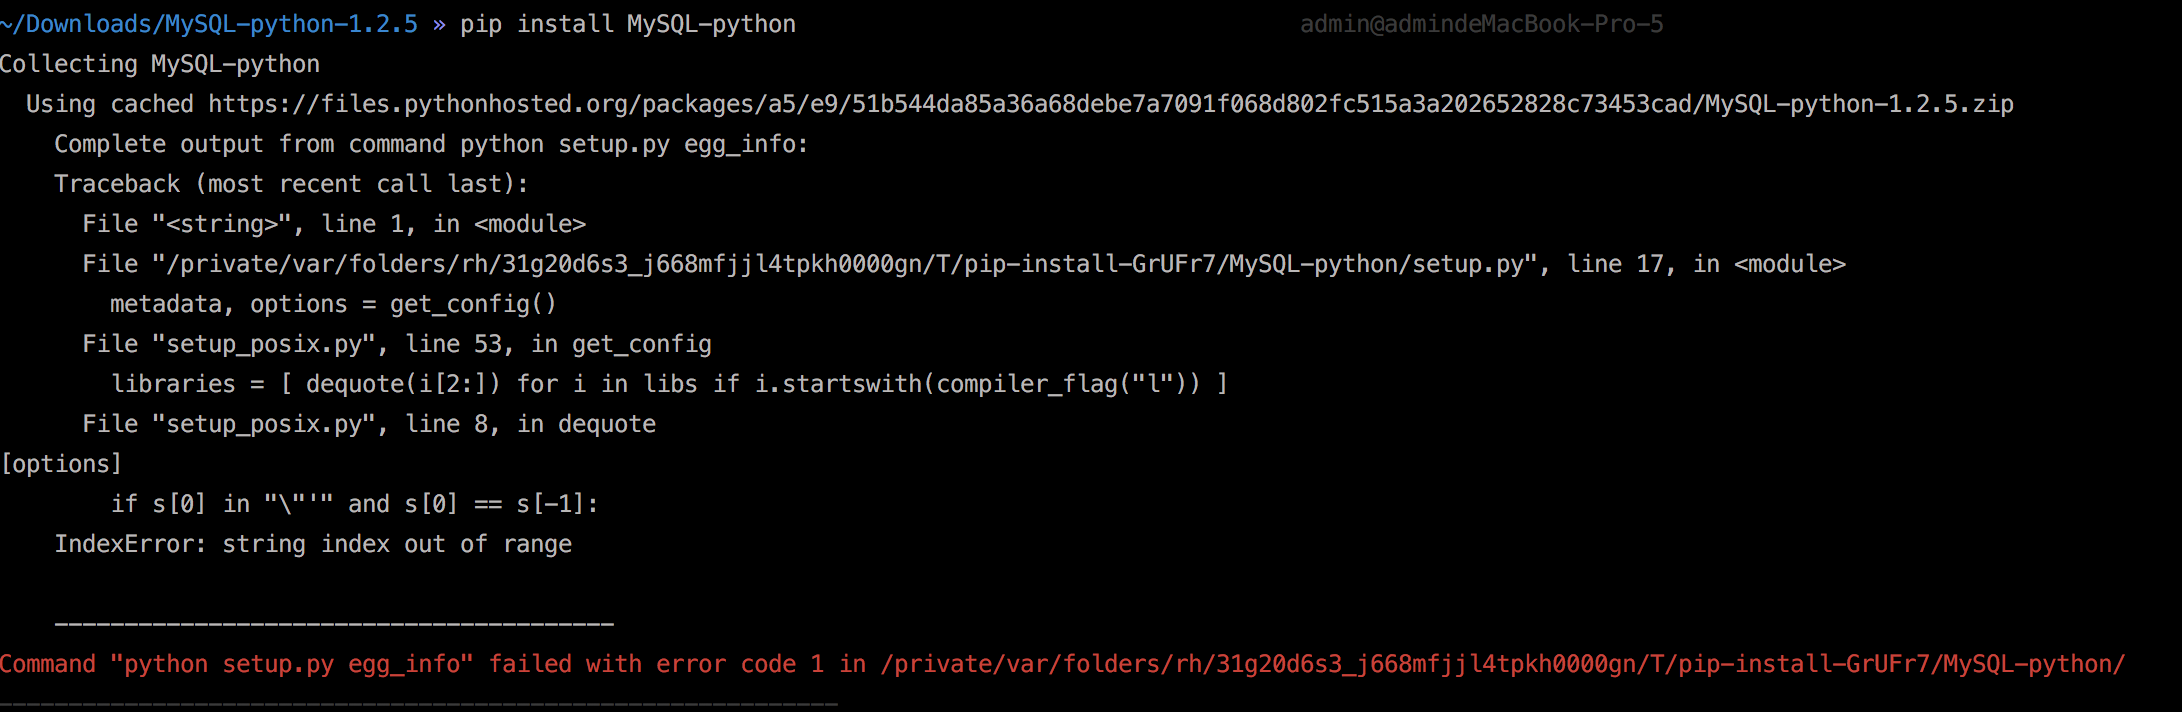 ~/Downloads/MySQL-python-1.2.5 » pip install MySQL-python admin@admindeMacBook-Pro-5
Collecting MySQL-python
  Using cached https://files.pythonhosted.org/packages/a5/e9/51b544da85a36a68debe7a7091f068d802fc515a3a202652828c73453cad/MySQL-python-1.2.5.zip
    Complete output from command python setup.py egg_info:
    Traceback (most recent call last):
      File "<string>", line 1, in <module>
      File "/private/var/folders/rh/31g20d6s3_j668mfjjl4tpkh0000gn/T/pip-install-GrUFr7/MySQL-python/setup.py", line 17, in <module>
        metadata, options = get_config()
      File "setup_posix.py", line 53, in get_config
        libraries = [ dequote(i[2:]) for i in libs if i.startswith(compiler_flag("l")) ]
      File "setup_posix.py", line 8, in dequote
[options]
        if s[0] in "\"'" and s[0] == s[-1]:
    IndexError: string index out of range
    ----------------------------------------
Command "python setup.py egg_info" failed with error code 1 in /private/var/folders/rh/31g20d6s3_j668mfjjl4tpkh0000gn/T/pip-install-GrUFr7/MySQL-python/